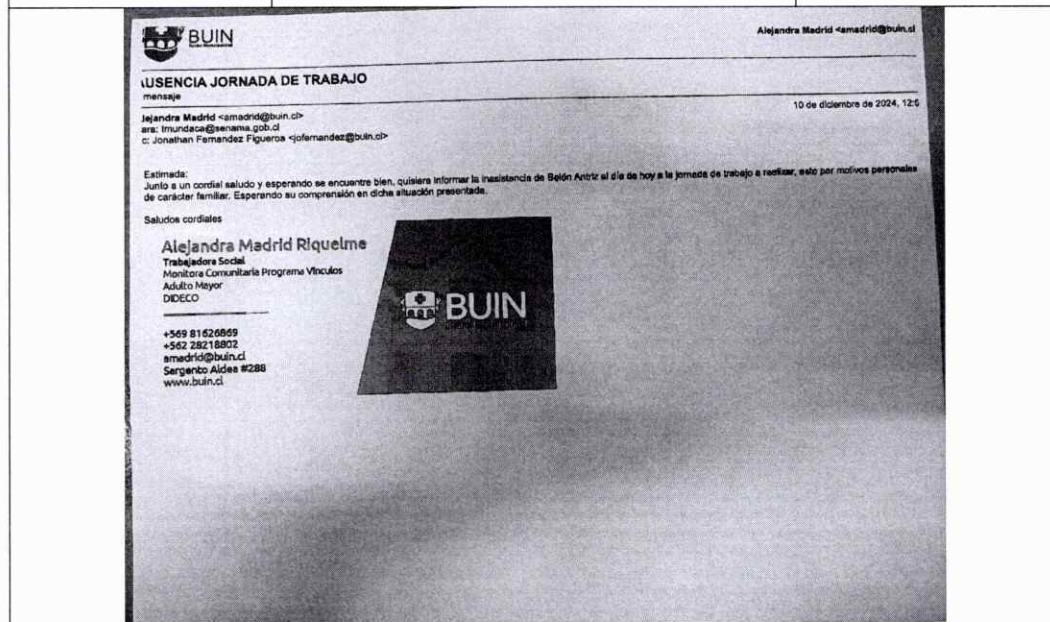 BUIN
Alejandra Madrid <amadrid@buin.cl
AUSENCIA JORNADA DE TRABAJO
mensaje
lejandra Madrid <amadrid@buin.cl>
10 de diciembre de 2024, 12:0
ara: tmundaca@senama.gob.cl
c: Jonathan Fernandez Figueroa <jofernandez@buin.cl>
Estimada:
Junto a un cordial saludo y esperando se encuentre bien, quisiera informar la inasistencia de Belén Antriz el día de hoy a la jornada de trabajo a realizar, esto por motivos personales
de carácter familiar. Esperando su comprensión en dicha situación presentada.
Saludos cordiales
Alejandra Madrid Riquelme
Trabajadora Social
Monitora Comunitaria Programa Vínculos
Adulto Mayor
DIDECO
+569 81626869
+562 28218802
amadrid@buin.cl
Sargento Aldea #288
www.buin.cl
BUIN